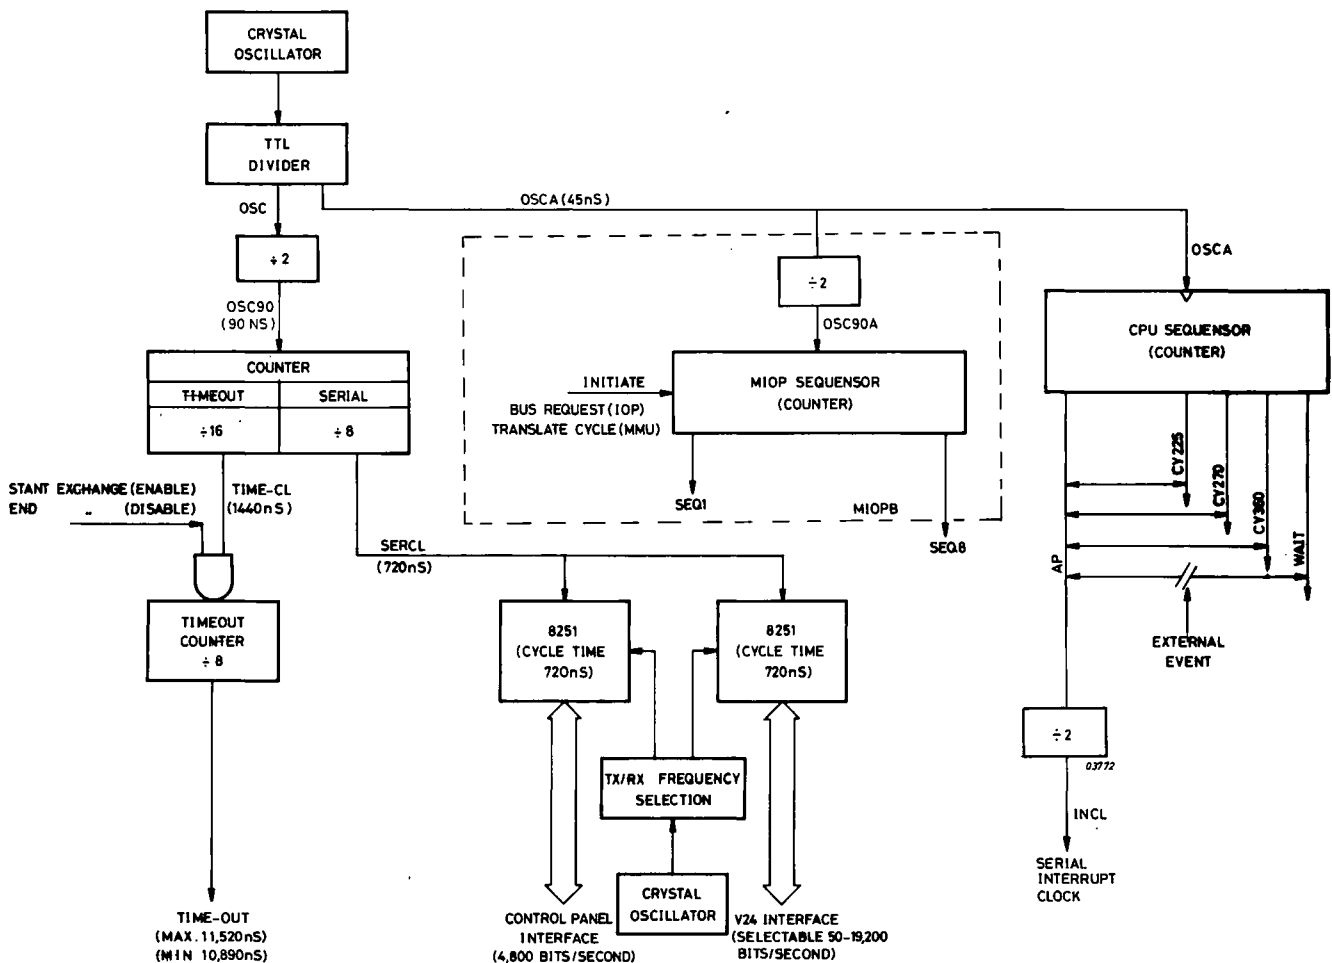 CRYSTAL
OSCILLATOR
TTL
DIVIDER
OSC
OSCA (45nS)
÷2
OSC90
(90 NS)
COUNTER
TIMEOUT SERIAL
÷16 ÷8
STANT EXCHANGE (ENABLE)
END " (DISABLE)
TIME-CL
(1440nS)
SERCL
(720nS)
TIMEOUT
COUNTER
÷8
TIME-OUT
(MAX. 11,520nS)
(MIN 10,890nS)
÷2
OSC90A
INITIATE
BUS REQUEST (IOP)
TRANSLATE CYCLE (MMU)
MIOP SEQUENSOR
(COUNTER)
SEQ1
MIOPB
SEQ8
8251
(CYCLE TIME
720nS)
8251
(CYCLE TIME
720nS)
TX/RX FREQUENCY
SELECTION
CRYSTAL
OSCILLATOR
CONTROL PANEL
INTERFACE
(4,800 BITS/SECOND)
V24 INTERFACE
(SELECTABLE 50-19,200
BITS/SECOND)
OSCA
CPU SEQUENSOR
(COUNTER)
AP
CY225
CY270
CY360
WAIT
EXTERNAL
EVENT
÷2
03772
INCL
SERIAL
INTERRUPT
CLOCK